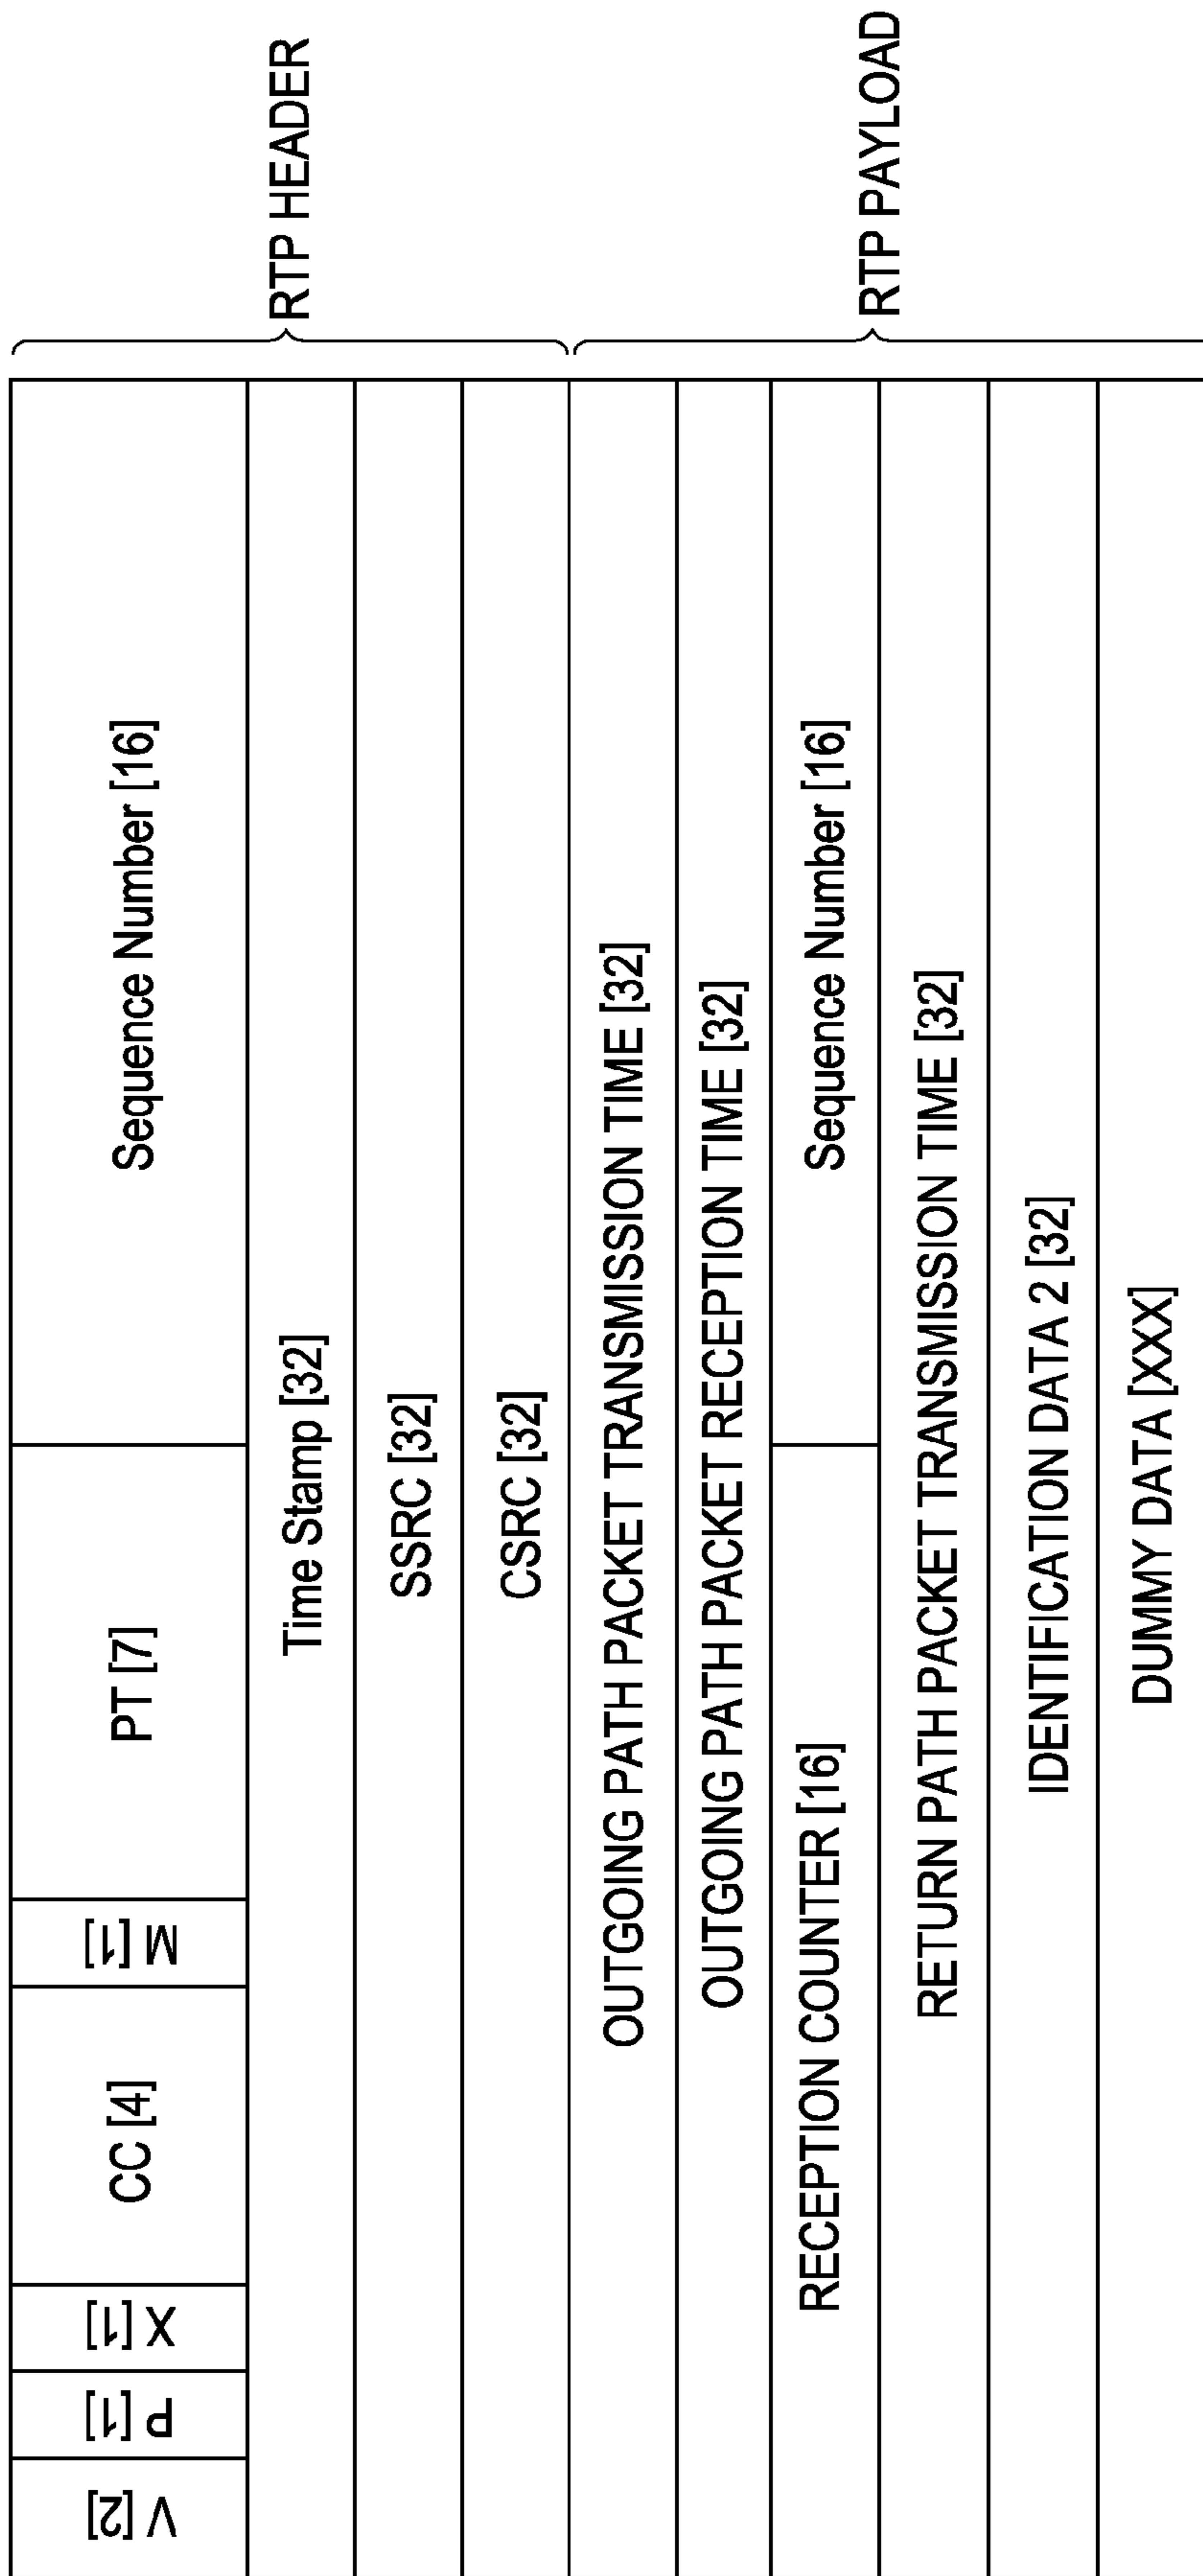 V [2]
P [1]
X [1]
CC [4]
M [1]
PT [7]
Sequence Number [16]
Time Stamp [32]
SSRC [32]
CSRC [32]
RTP HEADER
OUTGOING PATH PACKET TRANSMISSION TIME [32]
OUTGOING PATH PACKET RECEPTION TIME [32]
RECEPTION COUNTER [16]
Sequence Number [16]
RETURN PATH PACKET TRANSMISSION TIME [32]
IDENTIFICATION DATA 2 [32]
DUMMY DATA [XXX]
RTP PAYLOAD